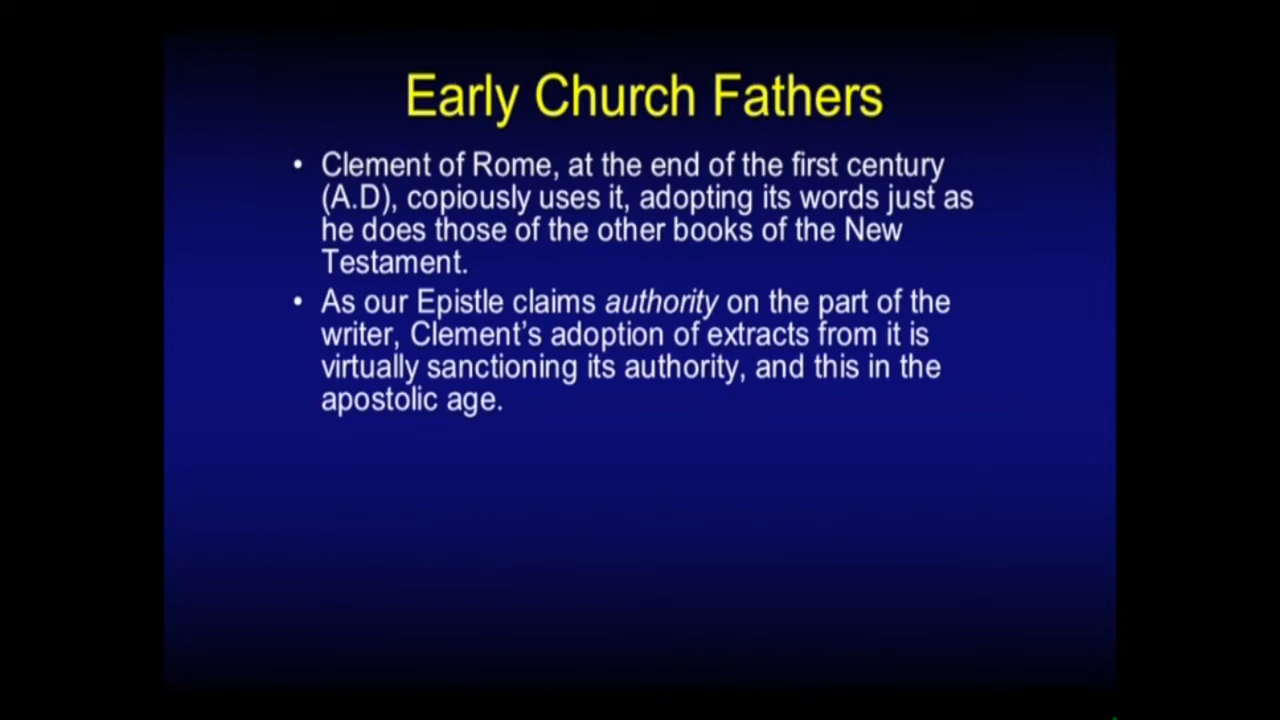 Early Church Fathers
• Clement of Rome, at the end of the first century
(A.D), copiously uses it, adopting its words just as
he does those of the other books of the New
Testament.
• As our Epistle claims authority on the part of the
writer, Clement's adoption of extracts from it is
virtually sanctioning its authority, and this in the
apostolic age.